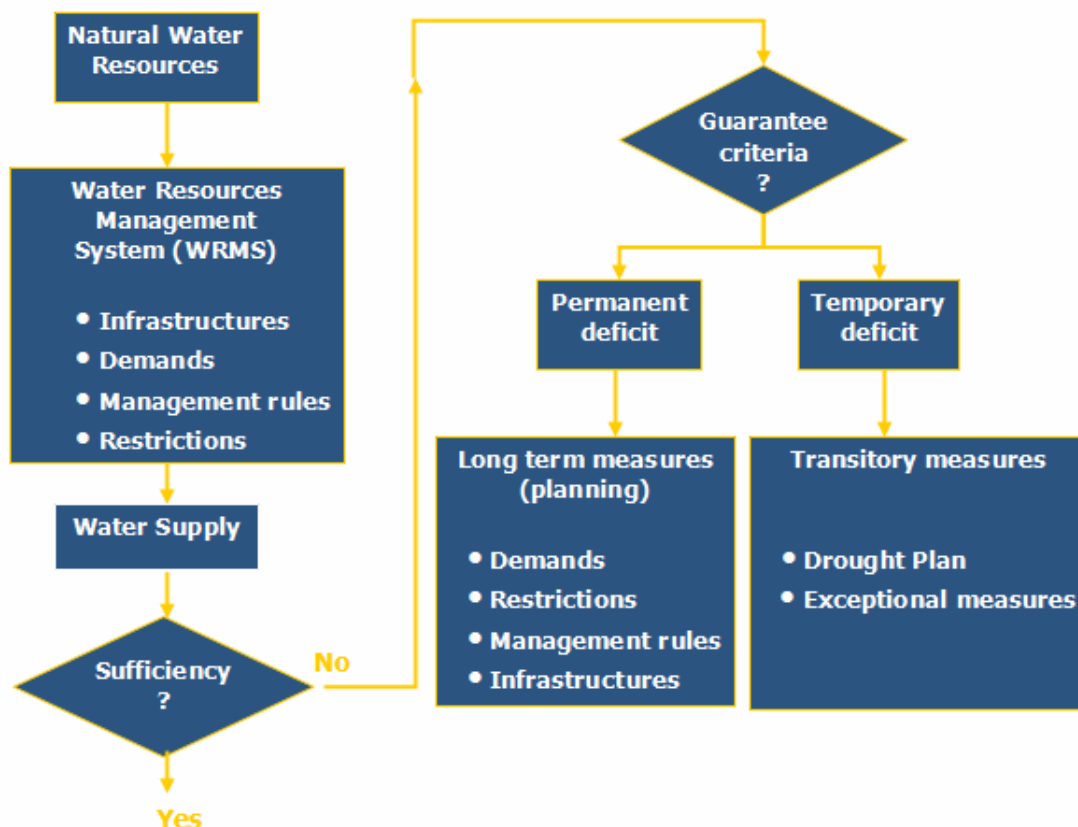 Natural Water
Resources
Water Resources
Management
System (WRMS)
• Infrastructures
• Demands
• Management rules
• Restrictions
Water Supply
Sufficiency
?
No
Yes
Guarantee
criteria
?
Permanent
deficit
Temporary
deficit
Long term measures
(planning)
• Demands
• Restrictions
• Management rules
• Infrastructures
Transitory measures
• Drought Plan
• Exceptional measures